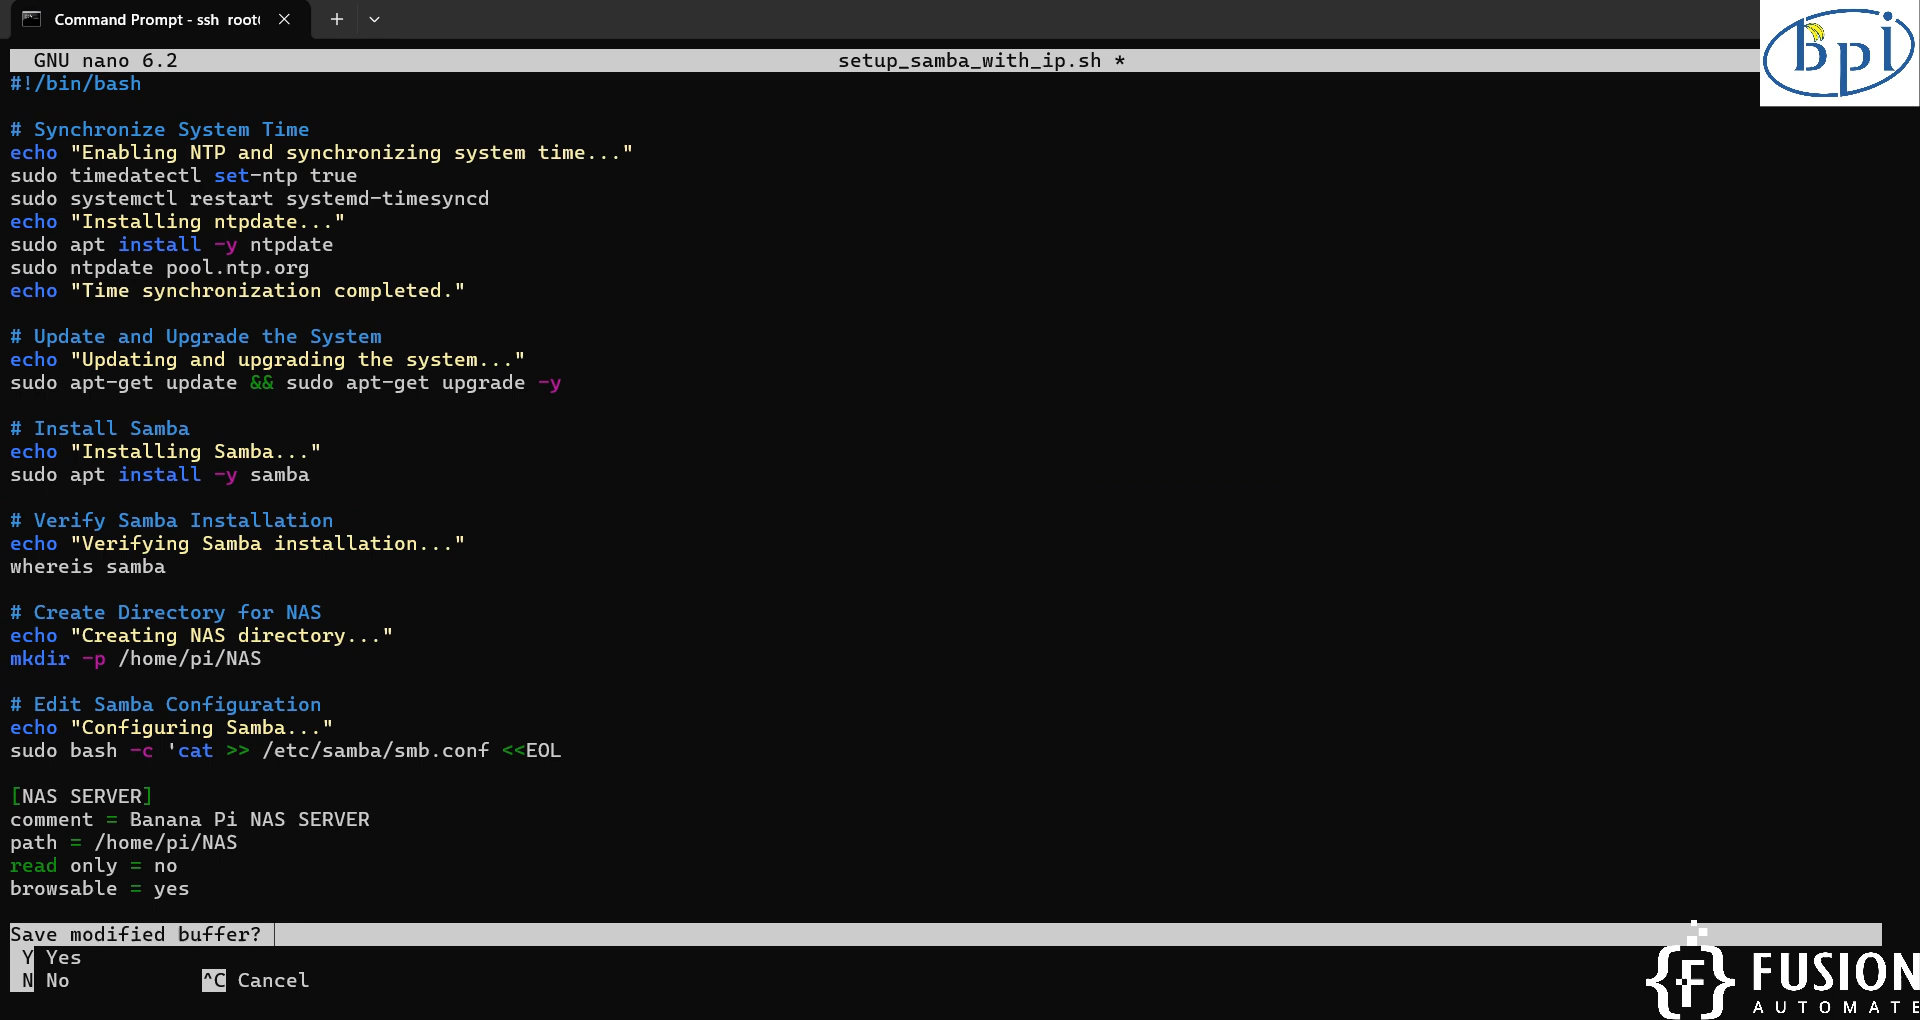 Command Prompt - ssh root
GNU nano 6.2 setup_samba_with_ip.sh *
bpi
#!/bin/bash
# Synchronize System Time
echo "Enabling NTP and synchronizing system time..."
sudo timedatectl set-ntp true
sudo systemctl restart systemd-timesyncd
echo "Installing ntpdate..."
sudo apt install -y ntpdate
sudo ntpdate pool.ntp.org
echo "Time synchronization completed."
# Update and Upgrade the System
echo "Updating and upgrading the system..."
sudo apt-get update && sudo apt-get upgrade -y
# Install Samba
echo "Installing Samba..."
sudo apt install -y samba
# Verify Samba Installation
echo "Verifying Samba installation..."
whereis samba
# Create Directory for NAS
echo "Creating NAS directory..."
mkdir -p /home/pi/NAS
# Edit Samba Configuration
echo "Configuring Samba..."
sudo bash -c 'cat >> /etc/samba/smb.conf <<EOL
[NAS SERVER]
comment = Banana Pi NAS SERVER
path = /home/pi/NAS
read only = no
browsable = yes
Save modified buffer?
Y Yes
N No ^C Cancel
{F} FUSION
AUTOMATE